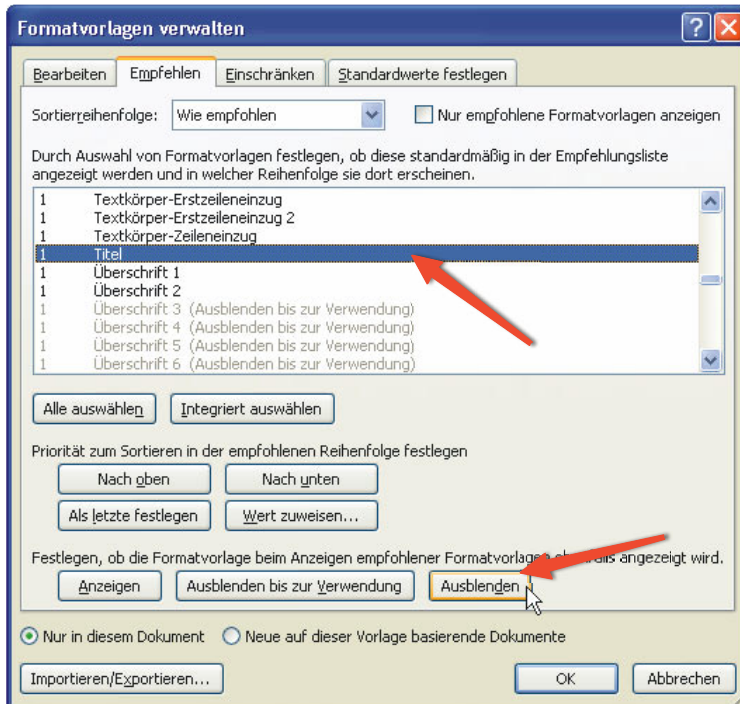 Formatvorlagen verwalten
Bearbeiten Empfehlen Einschränken Standardwerte festlegen
Sortierreihenfolge: Wie empfohlen Nur empfohlene Formatvorlagen anzeigen
Durch Auswahl von Formatvorlagen festlegen, ob diese standardmäßig in der Empfehlungsliste
angezeigt werden und in welcher Reihenfolge sie dort erscheinen.
1 Textkörper-Erstzeileneinzug
1 Textkörper-Erstzeileneinzug 2
1 Textkörper-Zeileneinzug
1 Titel
1 Überschrift 1
1 Überschrift 2
1 Überschrift 3 (Ausblenden bis zur Verwendung)
1 Überschrift 4 (Ausblenden bis zur Verwendung)
1 Überschrift 5 (Ausblenden bis zur Verwendung)
1 Überschrift 6 (Ausblenden bis zur Verwendung)
Alle auswählen Integriert auswählen
Priorität zum Sortieren in der empfohlenen Reihenfolge festlegen
Nach oben Nach unten
Als letzte festlegen Wert zuweisen...
Festlegen, ob die Formatvorlage beim Anzeigen empfohlener Formatvorlagen angezeigt wird.
Anzeigen Ausblenden bis zur Verwendung Ausblenden
Nur in diesem Dokument Neue auf dieser Vorlage basierende Dokumente
Importieren/Exportieren... OK Abbrechen